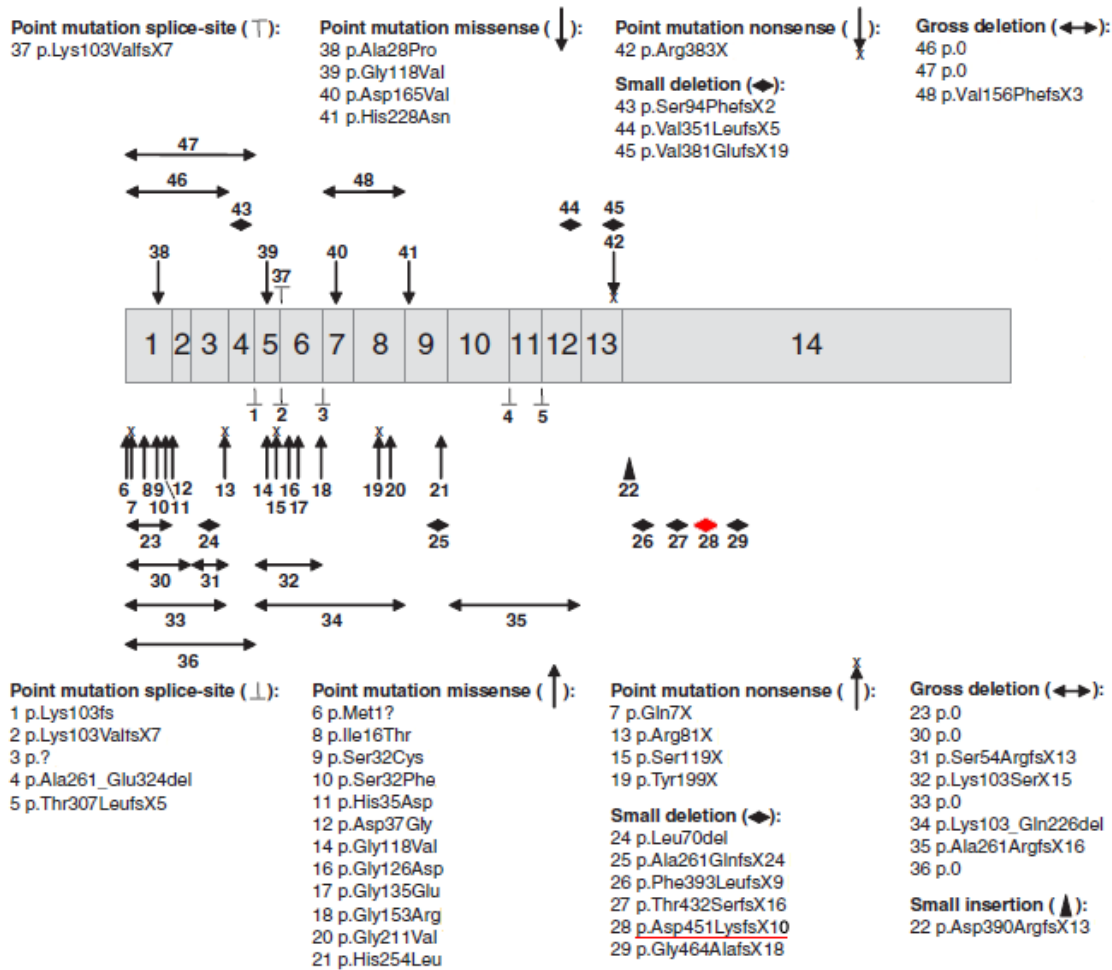 Point mutation splice-site (⊤):
37 p.Lys103ValfsX7
Point mutation missense (↓):
38 p.Ala28Pro
39 p.Gly118Val
40 p.Asp165Val
41 p.His228Asn
Point mutation nonsense (↓x):
42 p.Arg383X
Small deletion (◆):
43 p.Ser94PhefsX2
44 p.Val351LeufsX5
45 p.Val381GlufsX19
Gross deletion (↔):
46 p.0
47 p.0
48 p.Val156PhefsX3
47
46 48
43 44 45
38 39 37 40 41 42
x
1 2 3 4 5 6 7 8 9 10 11 12 13 14
1 2 3 4 5
x x x x
6 8 9 12 13 14 16 18 19 20 21 22
7 10 11 15 17
23 24 25 26 27 28 29
30 31 32
33 34 35
36
Point mutation splice-site (⊥):
1 p.Lys103fs
2 p.Lys103ValfsX7
3 p.?
4 p.Ala261_Glu324del
5 p.Thr307LeufsX5
Point mutation missense (↑):
6 p.Met1?
8 p.Ile16Thr
9 p.Ser32Cys
10 p.Ser32Phe
11 p.His35Asp
12 p.Asp37Gly
14 p.Gly118Val
16 p.Gly126Asp
17 p.Gly135Glu
18 p.Gly153Arg
20 p.Gly211Val
21 p.His254Leu
Point mutation nonsense (x↑):
7 p.Gln7X
13 p.Arg81X
15 p.Ser119X
19 p.Tyr199X
Small deletion (◆):
24 p.Leu70del
25 p.Ala261GlnfsX24
26 p.Phe393LeufsX9
27 p.Thr432SerfsX16
28 p.Asp451LysfsX10
29 p.Gly464AlafsX18
Gross deletion (↔):
23 p.0
30 p.0
31 p.Ser54ArgfsX13
32 p.Lys103SerX15
33 p.0
34 p.Lys103_Gln226del
35 p.Ala261ArgfsX16
36 p.0
Small insertion (▲):
22 p.Asp390ArgfsX13